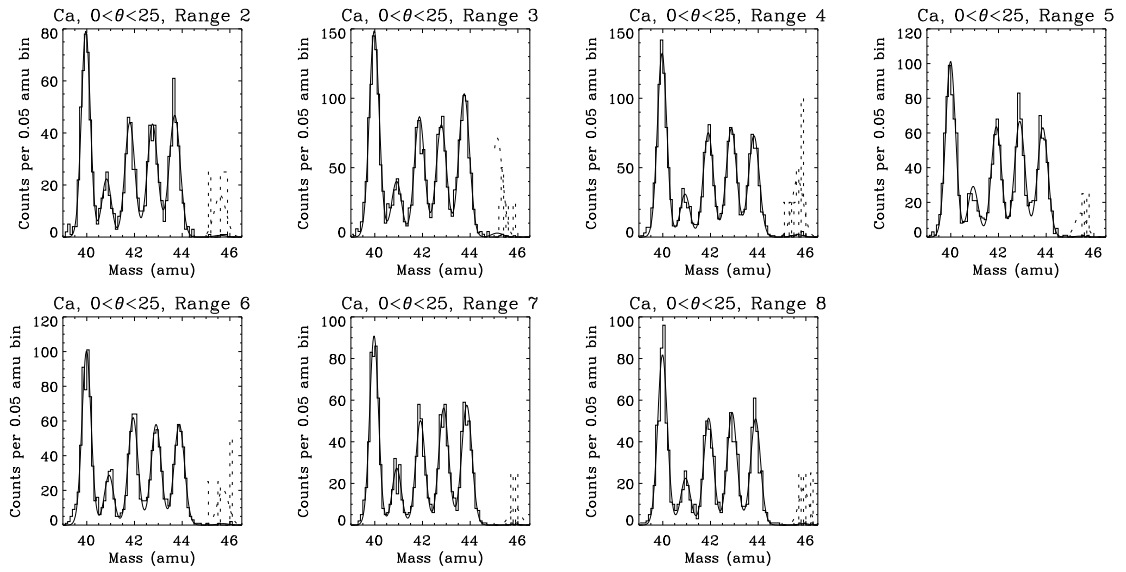 Ca, 0<θ<25, Range 2
Counts per 0.05 amu bin
80
60
40
20
0
40 42 44 46
Mass (amu)
Ca, 0<θ<25, Range 3
Counts per 0.05 amu bin
150
100
50
0
40 42 44 46
Mass (amu)
Ca, 0<θ<25, Range 4
Counts per 0.05 amu bin
150
100
50
0
40 42 44 46
Mass (amu)
Ca, 0<θ<25, Range 5
Counts per 0.05 amu bin
120
100
80
60
40
20
0
40 42 44 46
Mass (amu)
Ca, 0<θ<25, Range 6
Counts per 0.05 amu bin
120
100
80
60
40
20
0
40 42 44 46
Mass (amu)
Ca, 0<θ<25, Range 7
Counts per 0.05 amu bin
100
80
60
40
20
0
40 42 44 46
Mass (amu)
Ca, 0<θ<25, Range 8
Counts per 0.05 amu bin
100
80
60
40
20
0
40 42 44 46
Mass (amu)